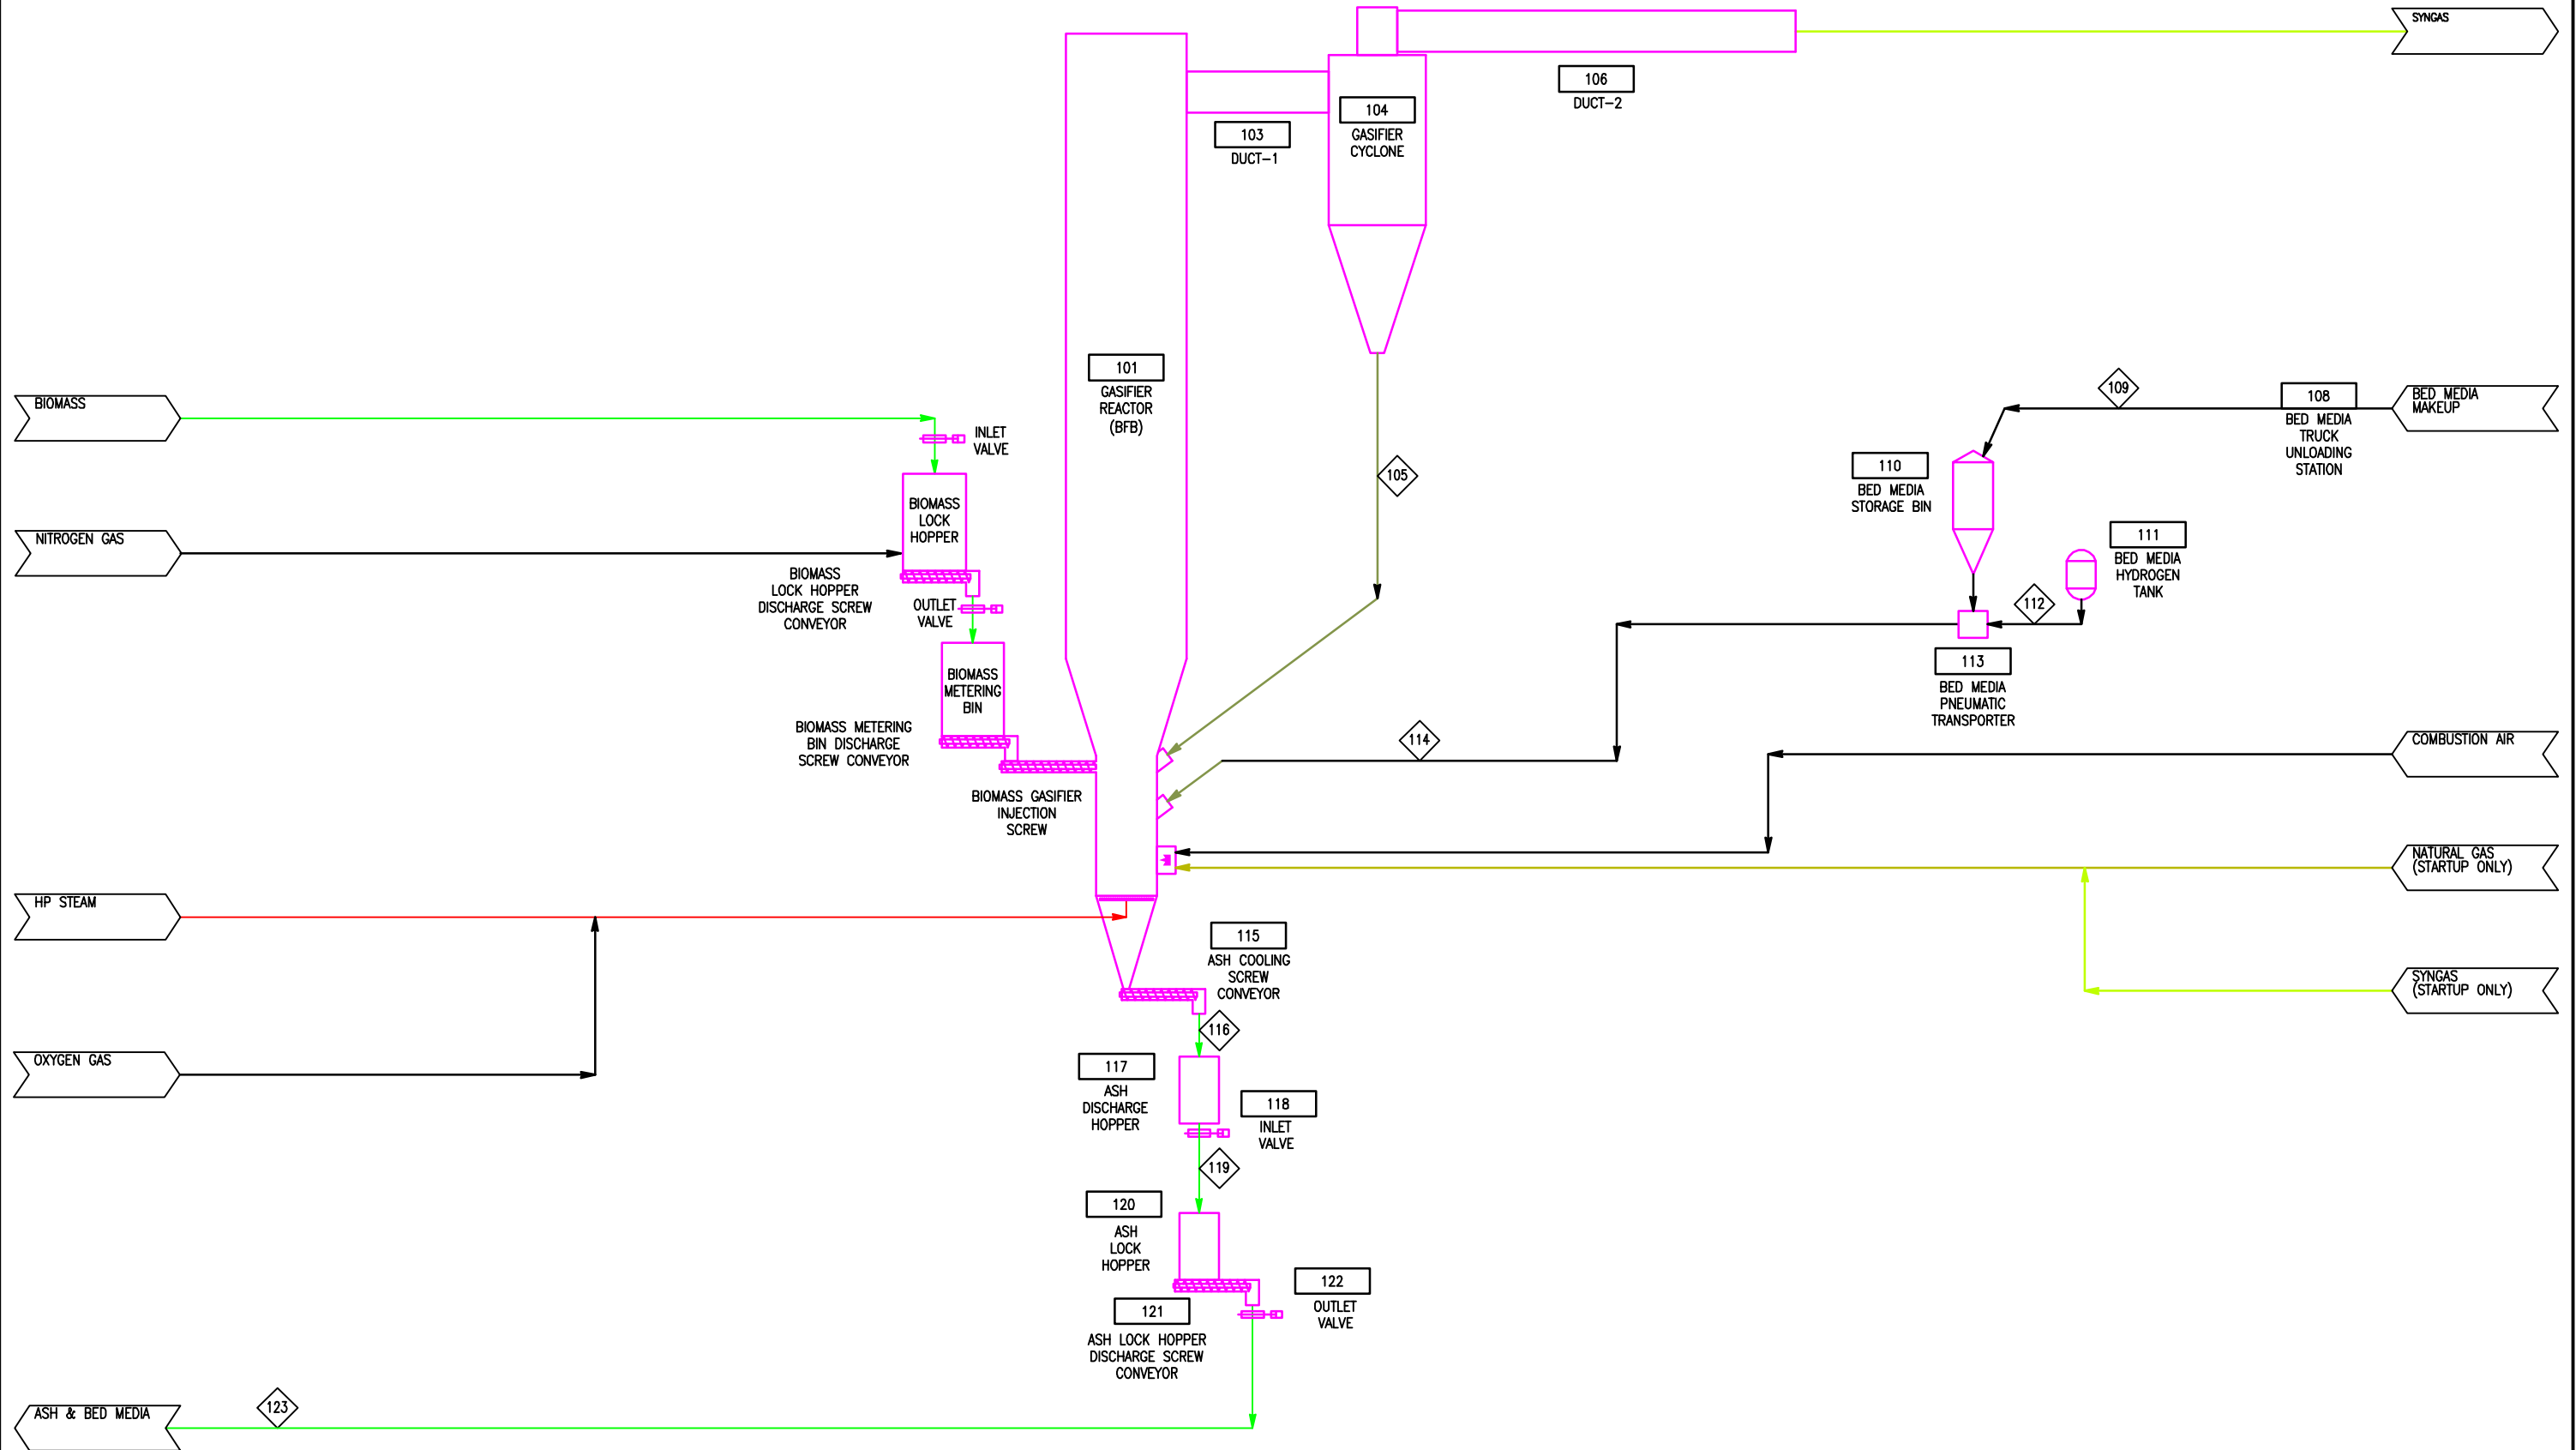 SYNGAS
106
DUCT-2
104
GASIFIER
CYCLONE
103
DUCT-1
101
GASIFIER
REACTOR
(BFB)
BIOMASS
INLET
VALVE
BIOMASS
LOCK
HOPPER
NITROGEN GAS
BIOMASS
LOCK HOPPER
DISCHARGE SCREW
CONVEYOR
OUTLET
VALVE
BIOMASS
METERING
BIN
BIOMASS METERING
BIN DISCHARGE
SCREW CONVEYOR
BIOMASS GASIFIER
INJECTION
SCREW
105
109
108
BED MEDIA
TRUCK
UNLOADING
STATION
BED MEDIA
MAKEUP
110
BED MEDIA
STORAGE BIN
111
BED MEDIA
HYDROGEN
TANK
112
113
BED MEDIA
PNEUMATIC
TRANSPORTER
114
COMBUSTION AIR
NATURAL GAS
(STARTUP ONLY)
SYNGAS
(STARTUP ONLY)
HP STEAM
OXYGEN GAS
115
ASH COOLING
SCREW
CONVEYOR
116
117
ASH
DISCHARGE
HOPPER
118
INLET
VALVE
119
120
ASH
LOCK
HOPPER
121
ASH LOCK HOPPER
DISCHARGE SCREW
CONVEYOR
122
OUTLET
VALVE
123
ASH & BED MEDIA